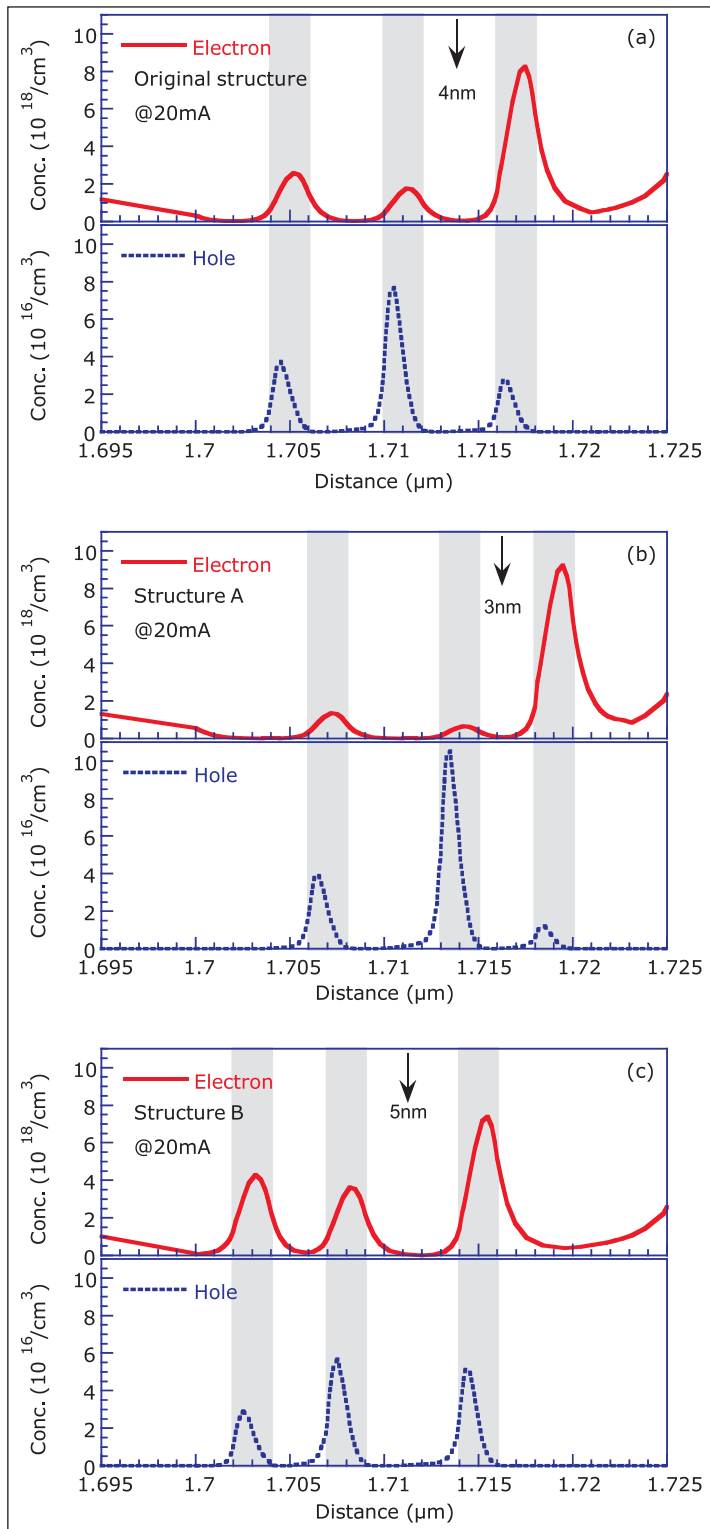 (a)
Electron
Original structure
@20mA
4nm
Conc. (10 18/cm3)
10
8
6
4
2
0
Hole
Conc. (10 16/cm3)
10
8
6
4
2
0
1.695 1.7 1.705 1.71 1.715 1.72 1.725
Distance (µm)
(b)
Electron
Structure A
@20mA
3nm
Conc. (10 18/cm3)
10
8
6
4
2
0
Hole
Conc. (10 16/cm3)
10
8
6
4
2
0
1.695 1.7 1.705 1.71 1.715 1.72 1.725
Distance (µm)
(c)
Electron
Structure B
@20mA
5nm
Conc. (10 18/cm3)
10
8
6
4
2
0
Hole
Conc. (10 16/cm3)
10
8
6
4
2
0
1.695 1.7 1.705 1.71 1.715 1.72 1.725
Distance (µm)